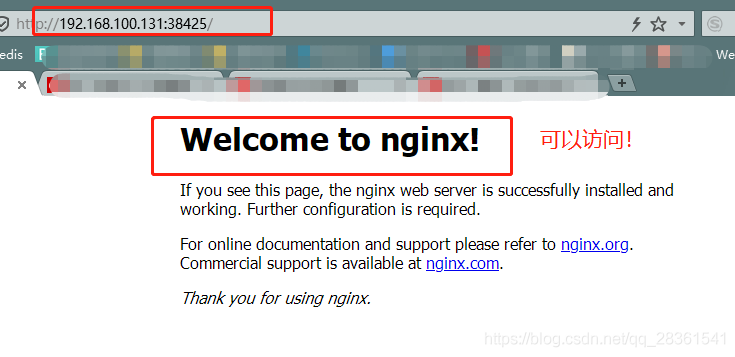 http://192.168.100.131:38425/
edis
We
Welcome to nginx!
可以访问!
If you see this page, the nginx web server is successfully installed and
working. Further configuration is required.
For online documentation and support please refer to nginx.org.
Commercial support is available at nginx.com.
Thank you for using nginx.
https://blog.csdn.net/qq_28361541